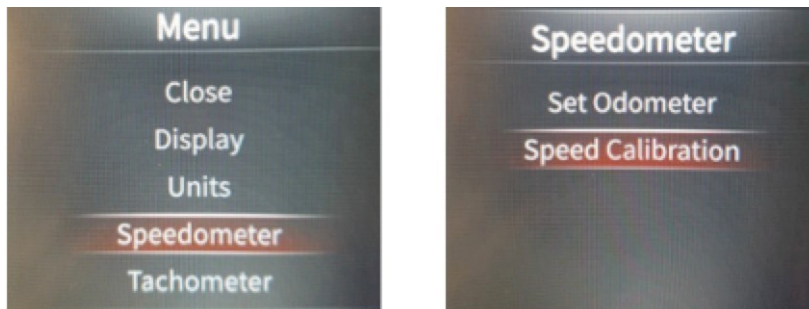 Menu
Close
Display
Units
Speedometer
Tachometer
Speedometer
Set Odometer
Speed Calibration